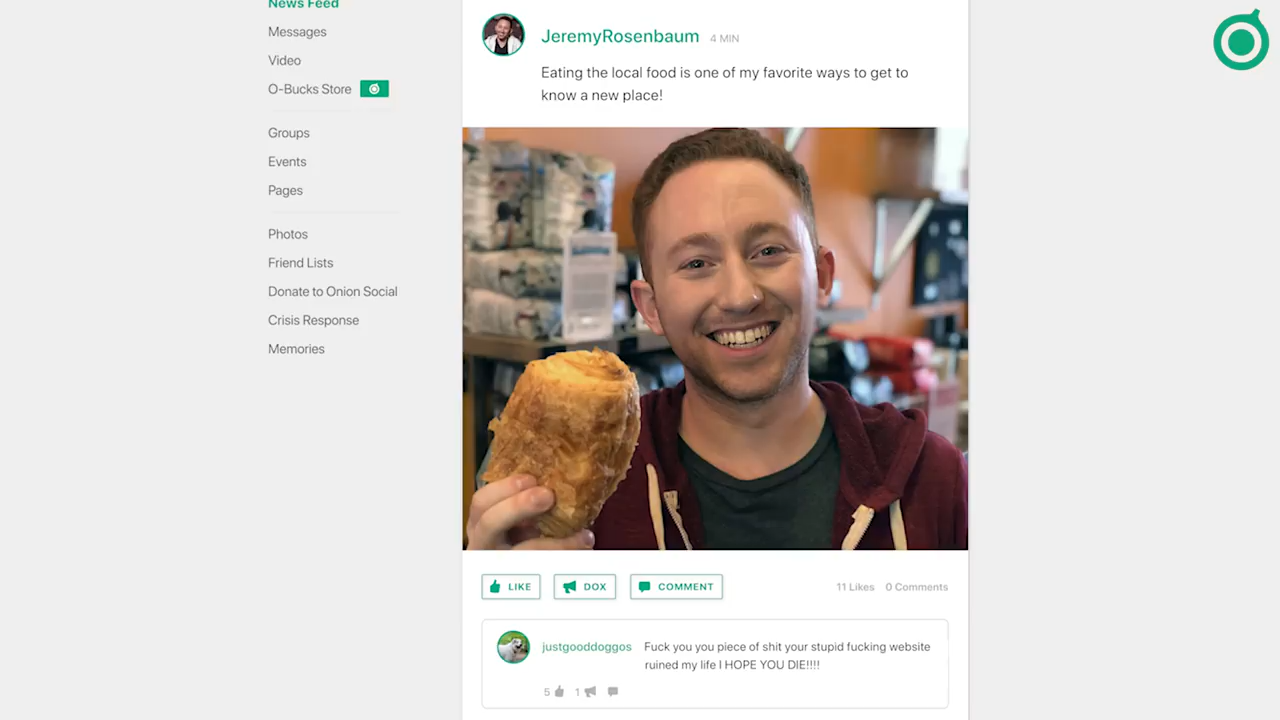 News Feed
Messages
Video
O-Bucks Store
Groups
Events
Pages
Photos
Friend Lists
Donate to Onion Social
Crisis Response
Memories
JeremyRosenbaum 4 MIN
Eating the local food is one of my favorite ways to get to
know a new place!
LIKE DOX COMMENT 11 Likes 0 Comments
justgooddoggos Fuck you you piece of shit your stupid fucking website
ruined my life I HOPE YOU DIE!!!!
5 1